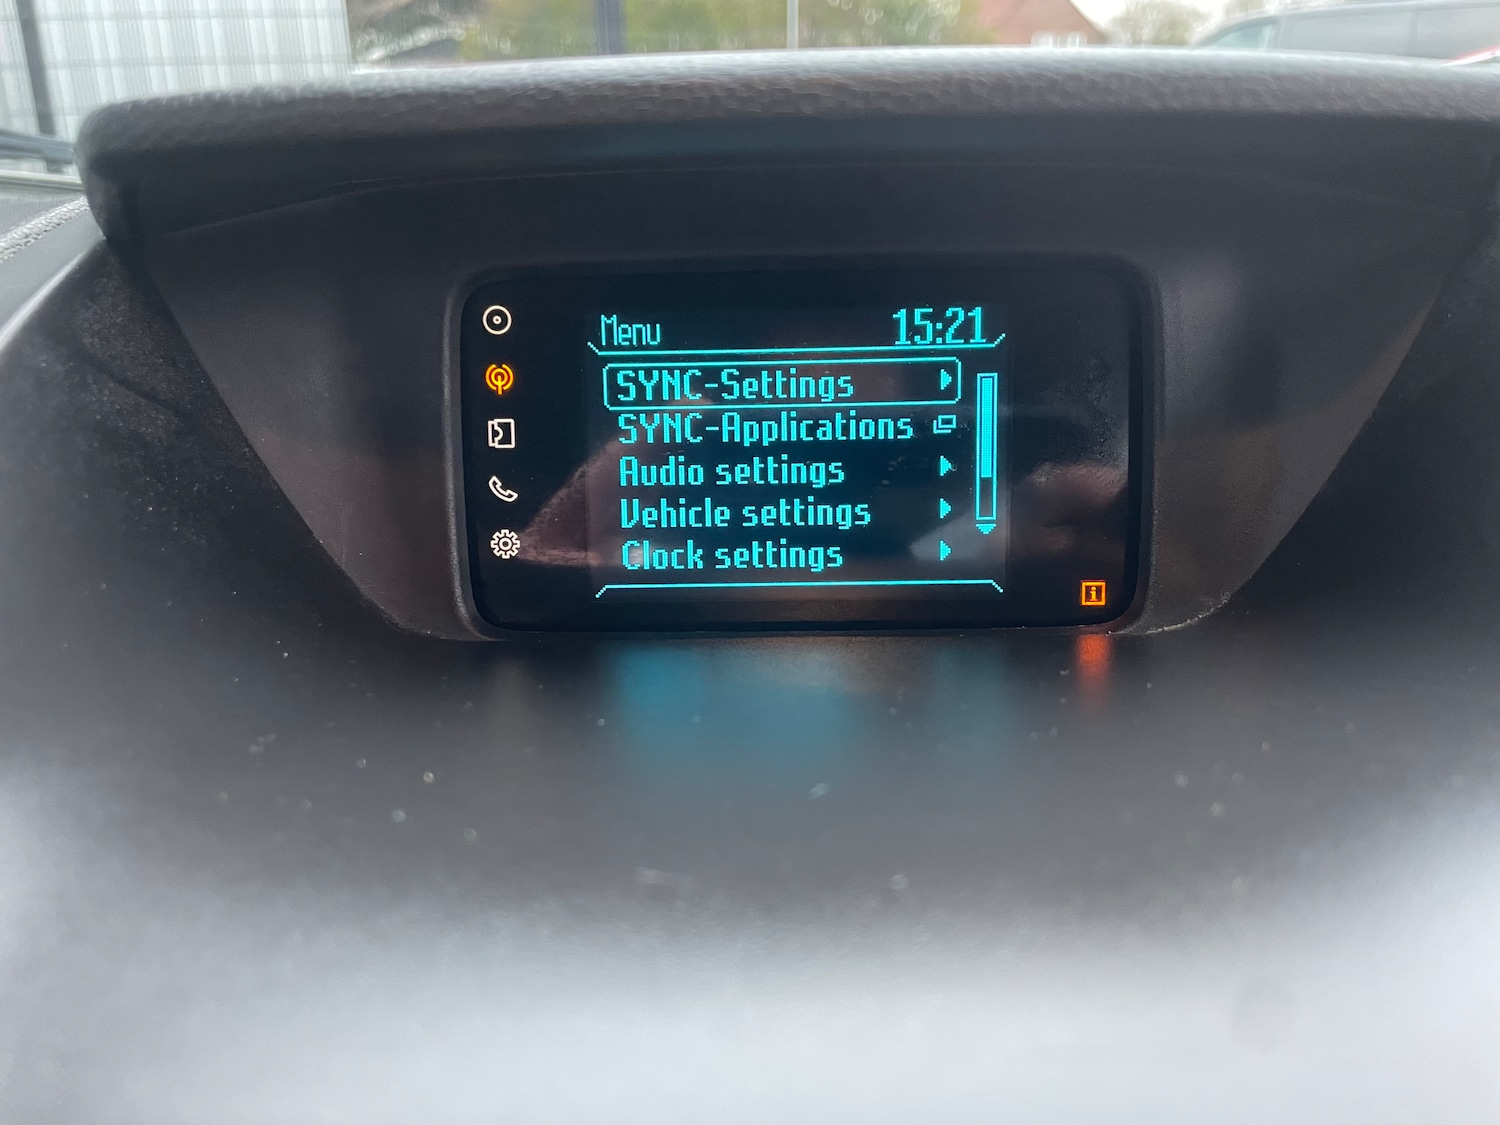 Menu 15:21
SYNC-Settings
SYNC-Applications
Audio settings
Vehicle settings
Clock settings
i